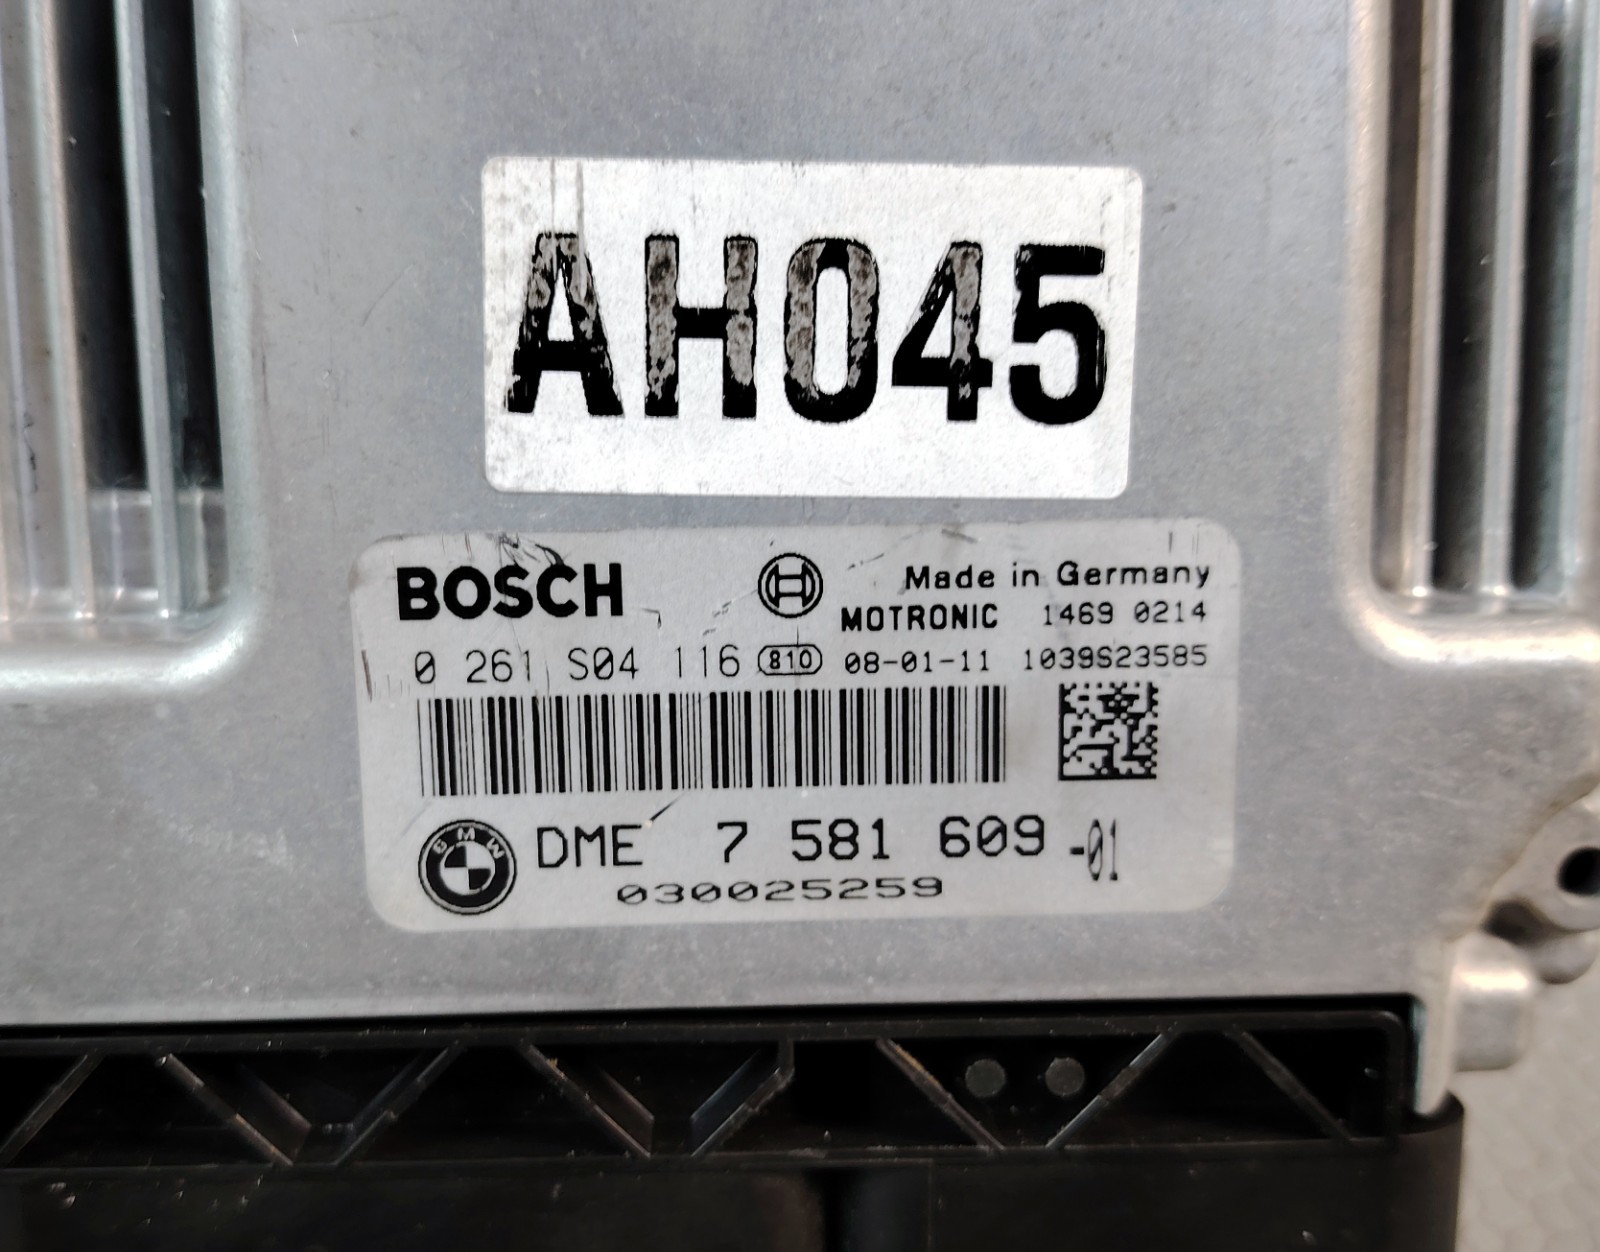 AH045
BOSCH
Made in Germany
MOTRONIC 1469 0214
0 261 S04 116 810 08-01-11 1039S23585
BMW
DME 7 581 609 -01
030025259